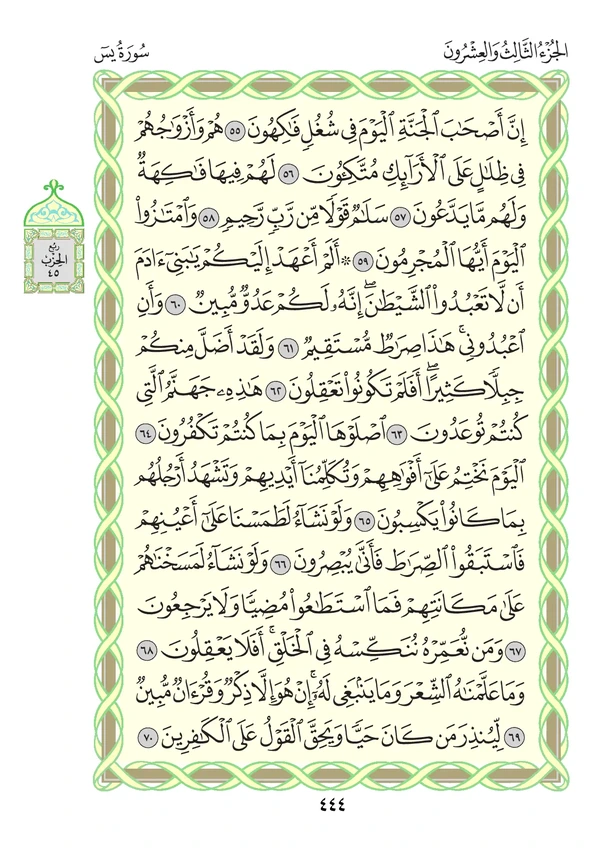 الجُزْءُ الثَّالِثُ وَالعِشْرُونَ
سُورَةُ يسٓ
إِنَّ أَصْحَٰبَ ٱلْجَنَّةِ ٱلْيَوْمَ فِى شُغُلٍ فَٰكِهُونَ ٥٥ هُمْ وَأَزْوَٰجُهُمْ
فِى ظِلَٰلٍ عَلَى ٱلْأَرَآئِكِ مُتَّكِـُٔونَ ٥٦ لَهُمْ فِيهَا فَٰكِهَةٌ
وَلَهُم مَّا يَدَّعُونَ ٥٧ سَلَٰمٌ قَوْلًا مِّن رَّبٍّ رَّحِيمٍ ٥٨ وَٱمْتَٰزُوا۟
ٱلْيَوْمَ أَيُّهَا ٱلْمُجْرِمُونَ ٥٩ ۞ أَلَمْ أَعْهَدْ إِلَيْكُمْ يَٰبَنِىٓ ءَادَمَ
أَن لَّا تَعْبُدُوا۟ ٱلشَّيْطَٰنَ ۖ إِنَّهُۥ لَكُمْ عَدُوٌّ مُّبِينٌ ٦٠ وَأَنِ
ٱعْبُدُونِى ۚ هَٰذَا صِرَٰطٌ مُّسْتَقِيمٌ ٦١ وَلَقَدْ أَضَلَّ مِنكُمْ
جِبِلًّا كَثِيرًا ۖ أَفَلَمْ تَكُونُوا۟ تَعْقِلُونَ ٦٢ هَٰذِهِۦ جَهَنَّمُ ٱلَّتِى
كُنتُمْ تُوعَدُونَ ٦٣ ٱصْلَوْهَا ٱلْيَوْمَ بِمَا كُنتُمْ تَكْفُرُونَ ٦٤
ٱلْيَوْمَ نَخْتِمُ عَلَىٰٓ أَفْوَٰهِهِمْ وَتُكَلِّمُنَآ أَيْدِيهِمْ وَتَشْهَدُ أَرْجُلُهُم
بِمَا كَانُوا۟ يَكْسِبُونَ ٦٥ وَلَوْ نَشَآءُ لَطَمَسْنَا عَلَىٰٓ أَعْيُنِهِمْ
فَٱسْتَبَقُوا۟ ٱلصِّرَٰطَ فَأَنَّىٰ يُبْصِرُونَ ٦٦ وَلَوْ نَشَآءُ لَمَسَخْنَٰهُمْ
عَلَىٰ مَكَانَتِهِمْ فَمَا ٱسْتَطَٰعُوا۟ مُضِيًّا وَلَا يَرْجِعُونَ
٦٧ وَمَن نُّعَمِّرْهُ نُنَكِّسْهُ فِى ٱلْخَلْقِ ۖ أَفَلَا يَعْقِلُونَ ٦٨
وَمَا عَلَّمْنَٰهُ ٱلشِّعْرَ وَمَا يَنۢبَغِى لَهُۥٓ ۚ إِنْ هُوَ إِلَّا ذِكْرٌ وَقُرْءَانٌ مُّبِينٌ
٦٩ لِّيُنذِرَ مَن كَانَ حَيًّا وَيَحِقَّ ٱلْقَوْلُ عَلَى ٱلْكَٰفِرِينَ ٧٠
رُبْع
الحِزْبِ
٤٥
٤٤٤